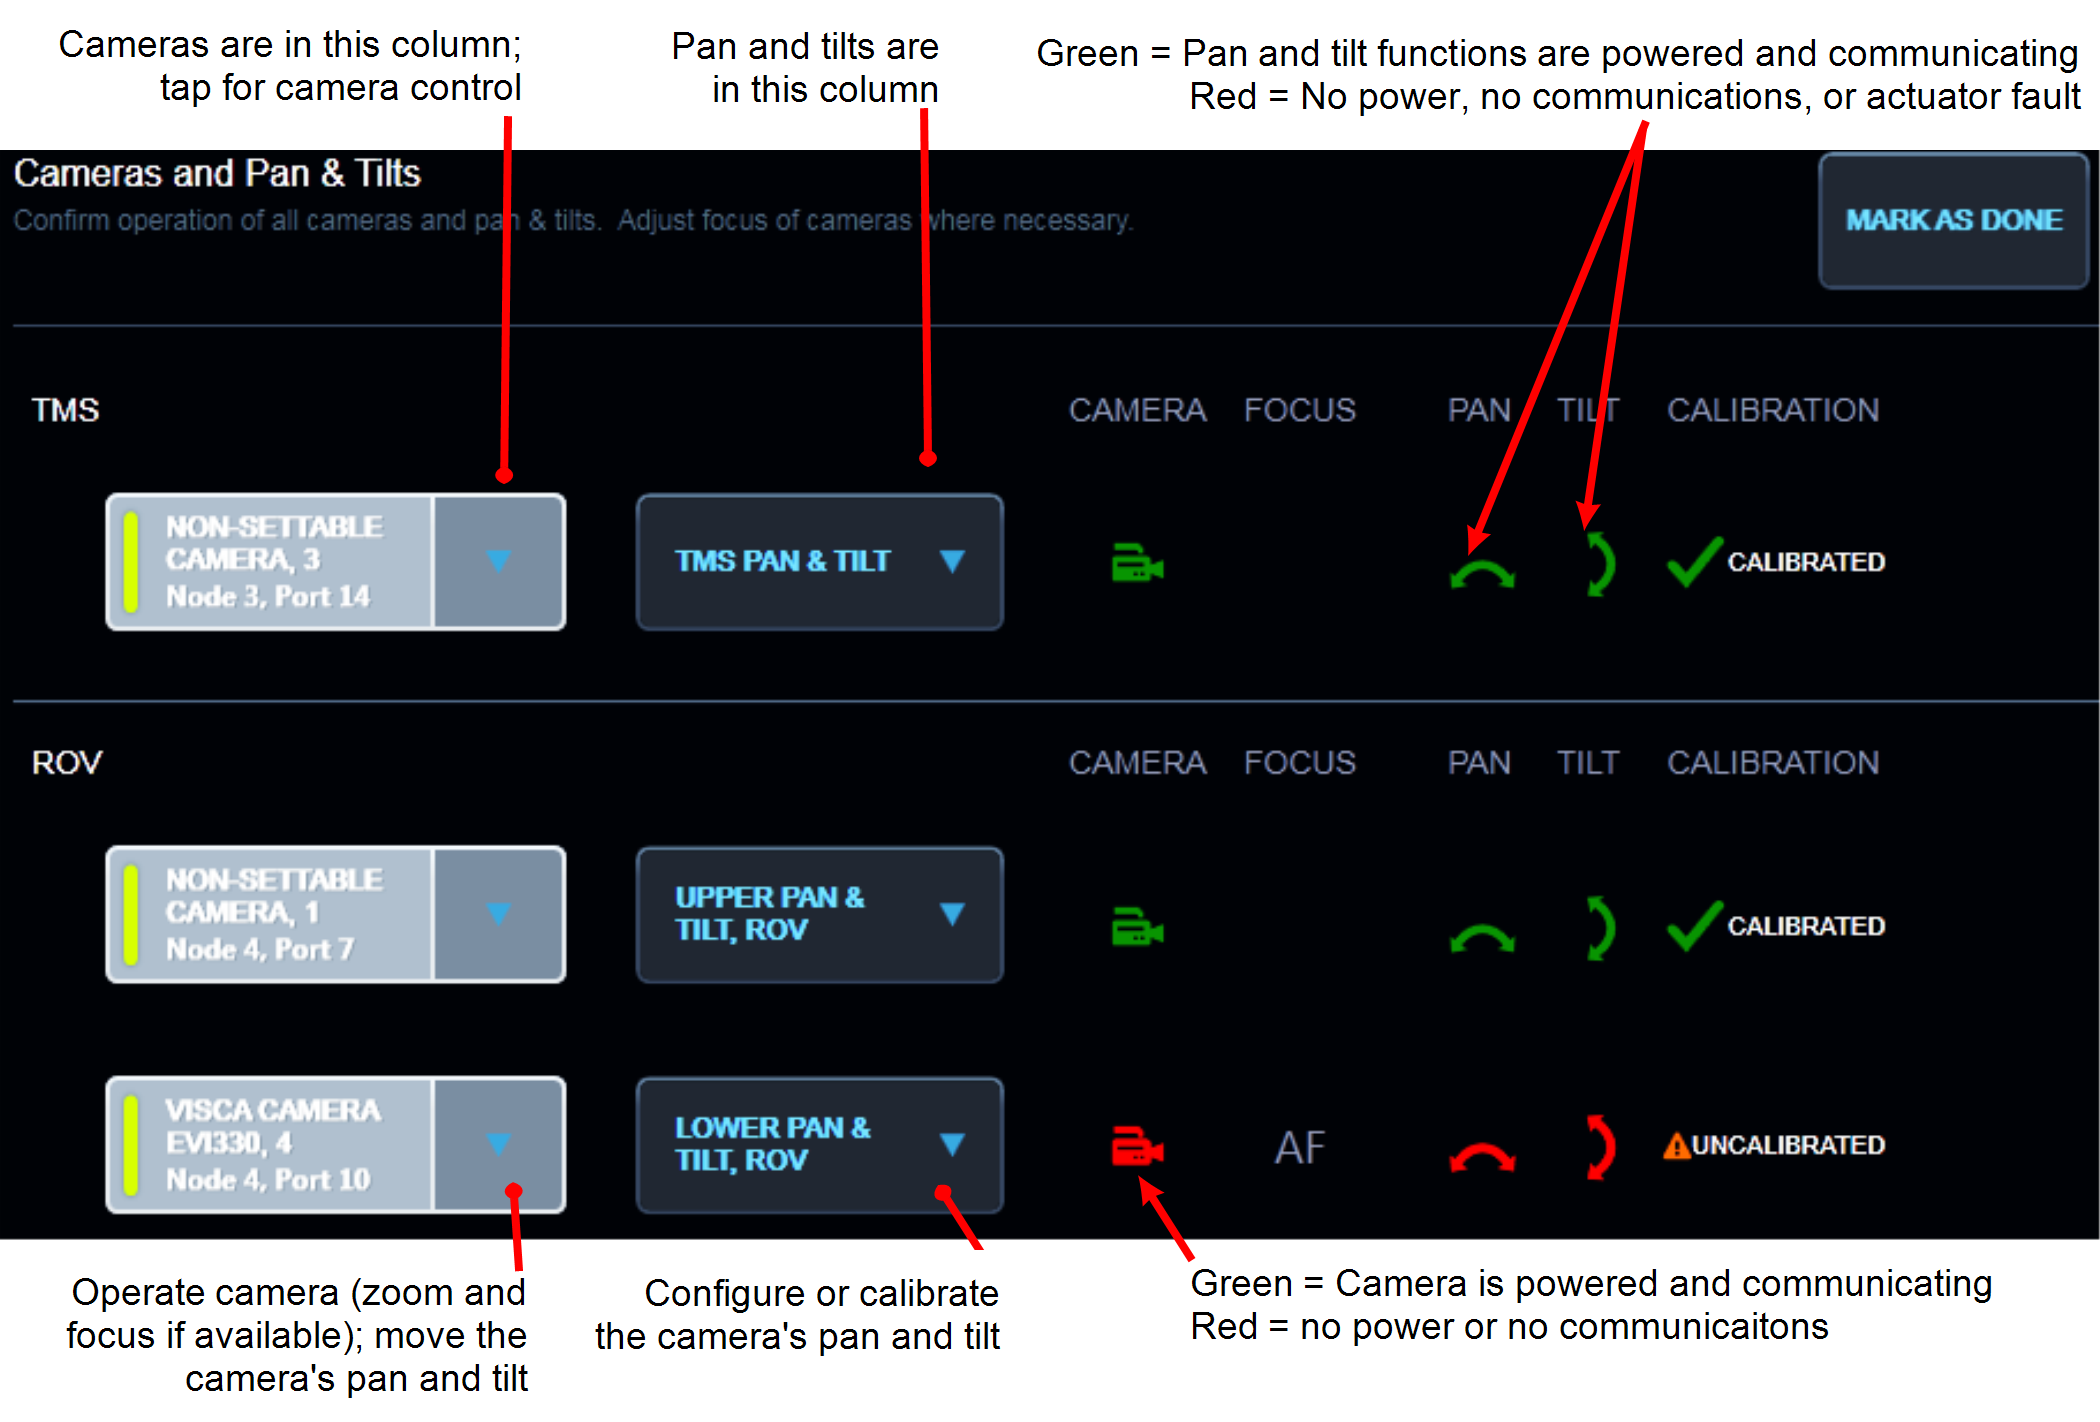 Cameras are in this column;
tap for camera control
Pan and tilts are
in this column
Green = Pan and tilt functions are powered and communicating
Red = No power, no communications, or actuator fault
Cameras and Pan & Tilts
Confirm operation of all cameras and pan & tilts.  Adjust focus of cameras where necessary.
MARK AS DONE
TMS
CAMERA
FOCUS
PAN
TILT
CALIBRATION
NON-SETTABLE
CAMERA, 3
Node 3, Port 14
TMS PAN & TILT
CALIBRATED
ROV
CAMERA
FOCUS
PAN
TILT
CALIBRATION
NON-SETTABLE
CAMERA, 1
Node 4, Port 7
UPPER PAN &
TILT, ROV
CALIBRATED
VISCA CAMERA
EVI330, 4
Node 4, Port 10
LOWER PAN &
TILT, ROV
AF
UNCALIBRATED
Operate camera (zoom and
focus if available); move the
camera's pan and tilt
Configure or calibrate
the camera's pan and tilt
Green = Camera is powered and communicating
Red = no power or no communicaitons